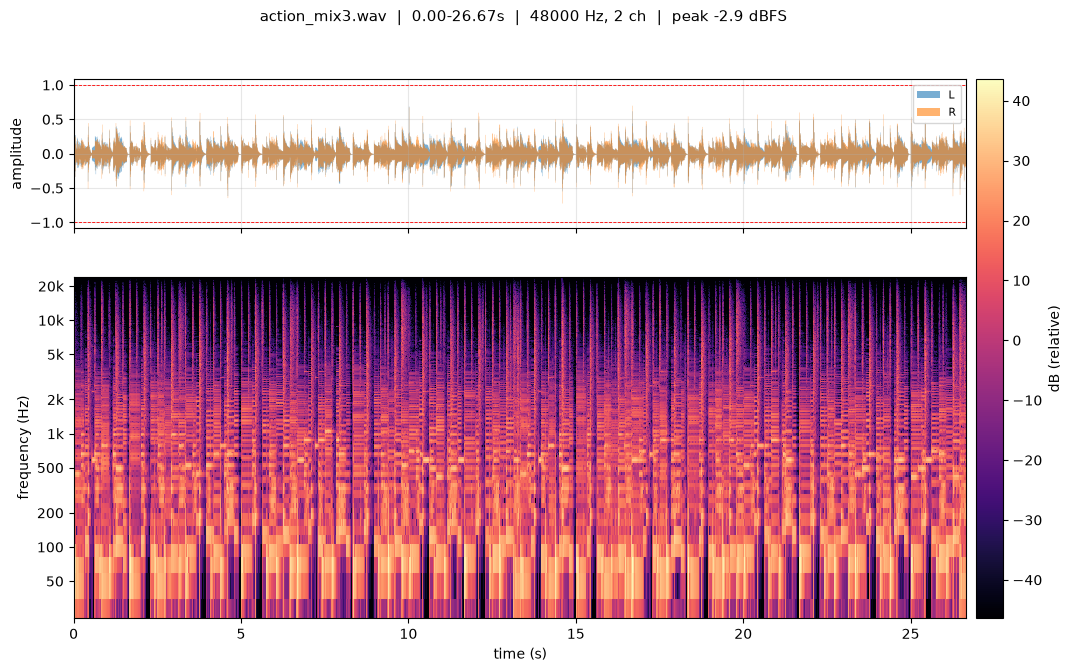 action_mix3.wav | 0.00-26.67s | 48000 Hz, 2 ch | peak -2.9 dBFS
1.0
0.5
0.0
−0.5
−1.0
amplitude
L
R
20k
10k
5k
2k
1k
500
200
100
50
frequency (Hz)
0
5
10
15
20
25
time (s)
40
30
20
10
0
−10
−20
−30
−40
dB (relative)